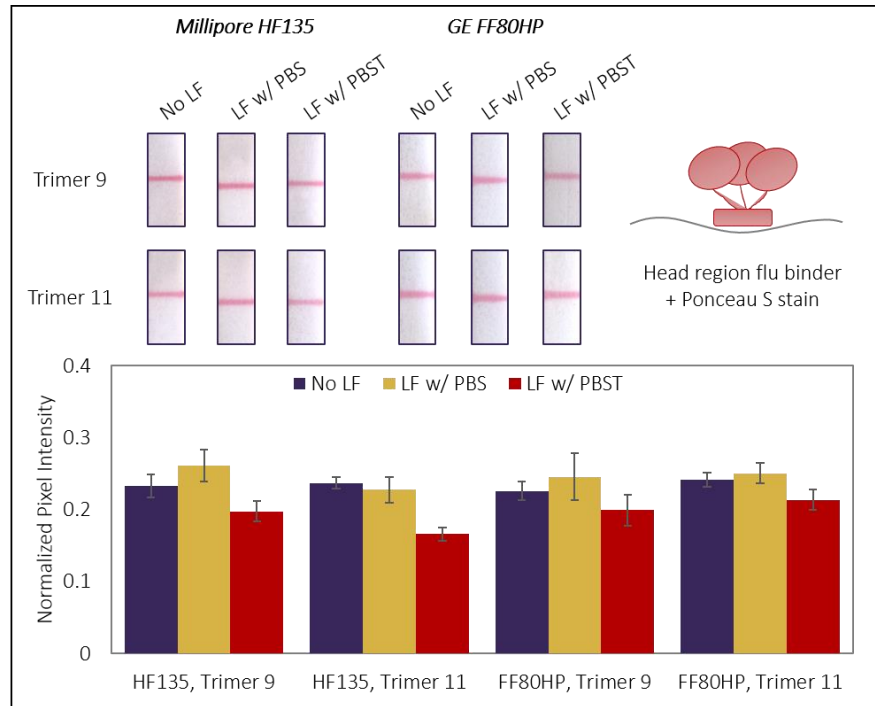 Millipore HF135
GE FF80HP
No LF
LF w/ PBS
LF w/ PBST
No LF
LF w/ PBS
LF w/ PBST
Trimer 9
Trimer 11
Head region flu binder
+ Ponceau S stain
0.4
0.3
0.2
0.1
0
Normalized Pixel Intensity
No LF
LF w/ PBS
LF w/ PBST
HF135, Trimer 9
HF135, Trimer 11
FF80HP, Trimer 9
FF80HP, Trimer 11